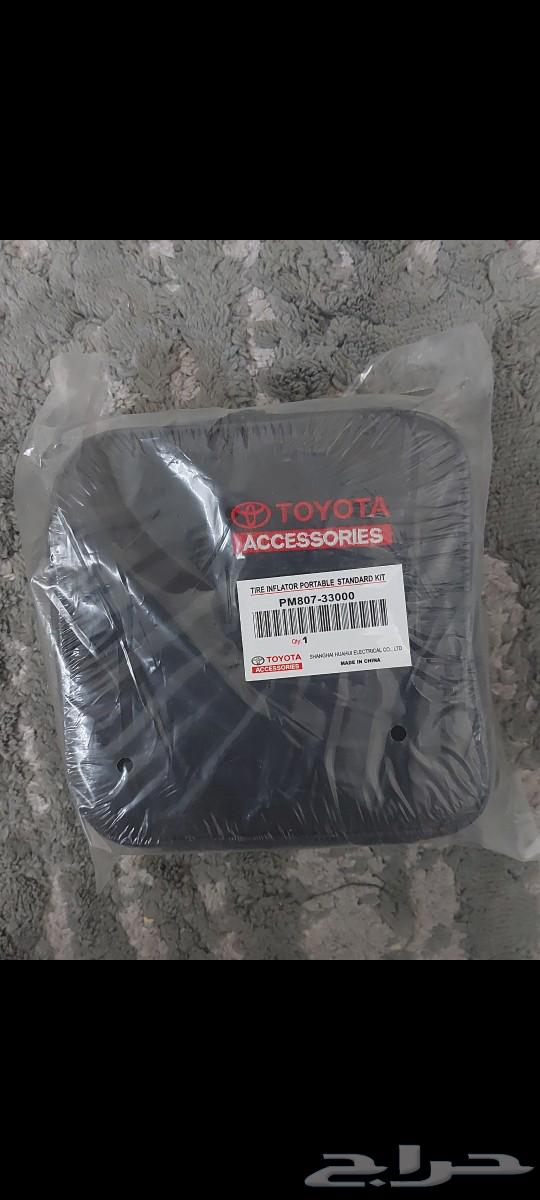 TOYOTA
ACCESSORIES
TIRE INFLATOR PORTABLE STANDARD KIT
PM807-33000
Qty: 1
TOYOTA
ACCESSORIES
SHANGHAI HUAHUI ELECTRICAL CO., LTD
MADE IN CHINA
حراج